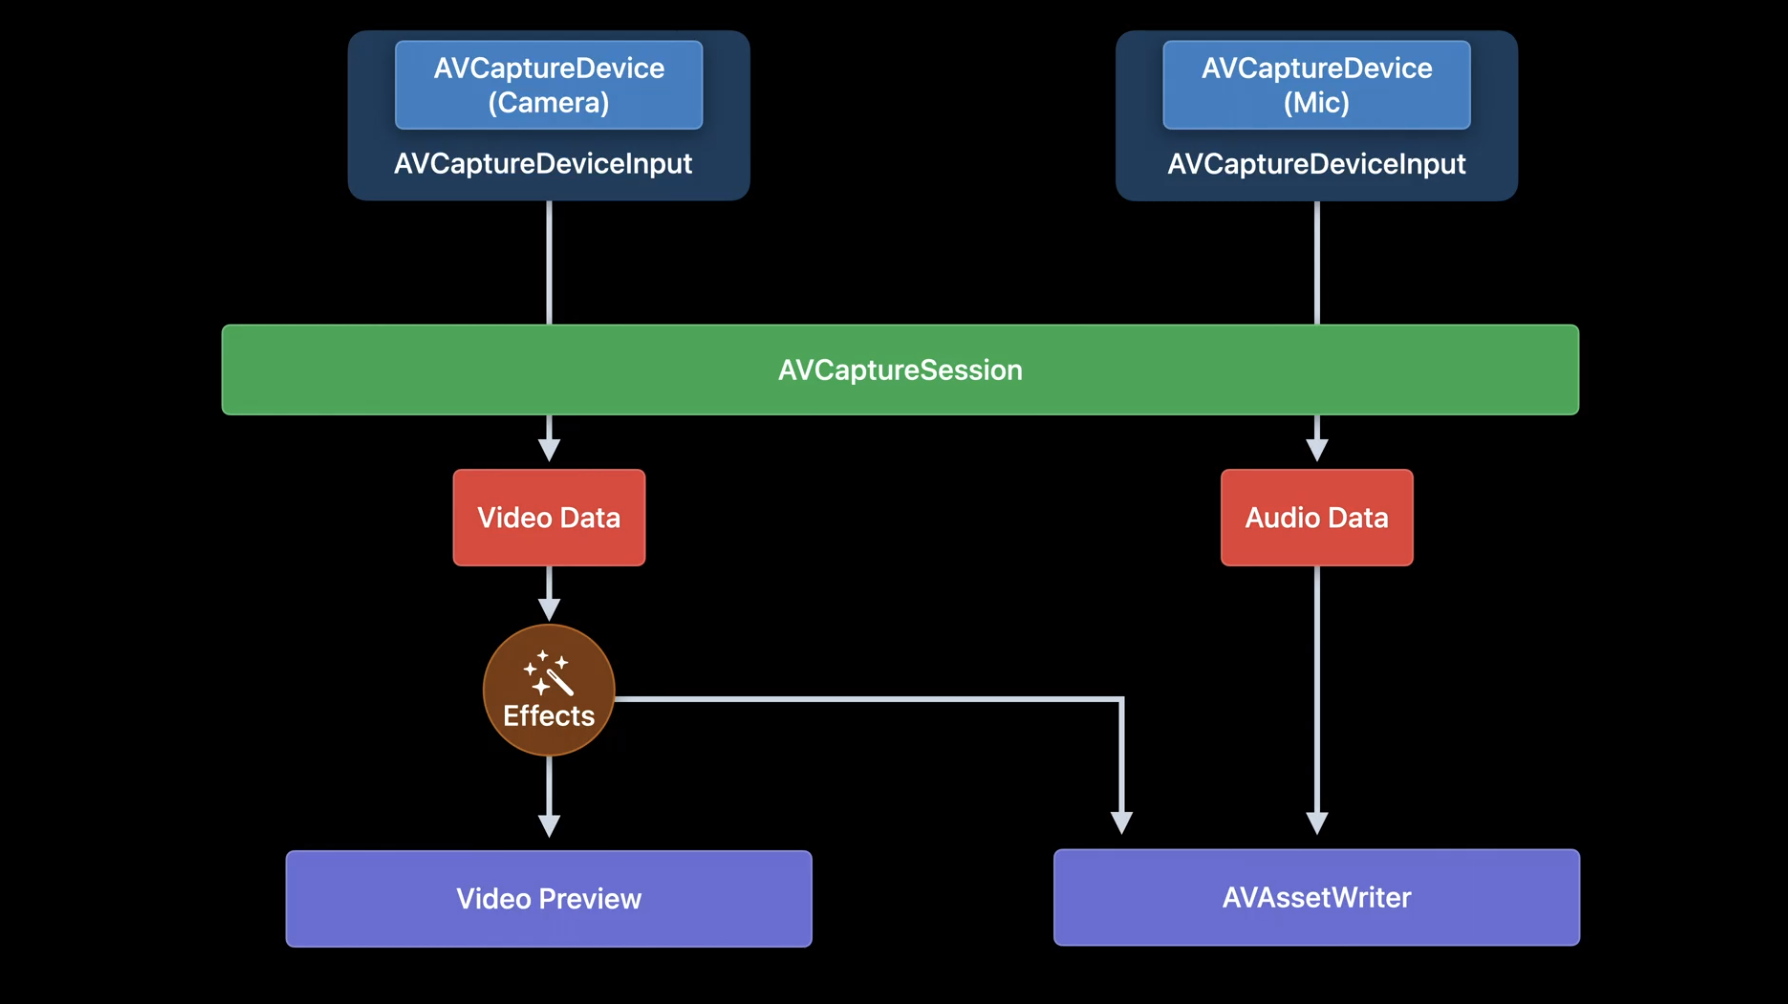 AVCaptureDevice
(Camera)
AVCaptureDeviceInput
AVCaptureDevice
(Mic)
AVCaptureDeviceInput
AVCaptureSession
Video Data
Audio Data
Effects
Video Preview
AVAssetWriter